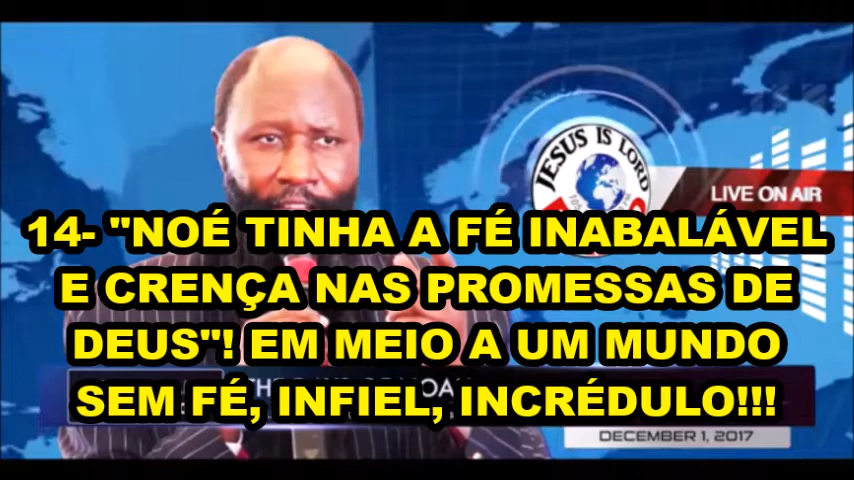 JESUS IS LORD
LIVE ON AIR
14- "NOÉ TINHA A FÉ INABALÁVEL
E CRENÇA NAS PROMESSAS DE
DEUS"! EM MEIO A UM MUNDO
SEM FÉ, INFIEL, INCRÉDULO!!!
DECEMBER 1, 2017